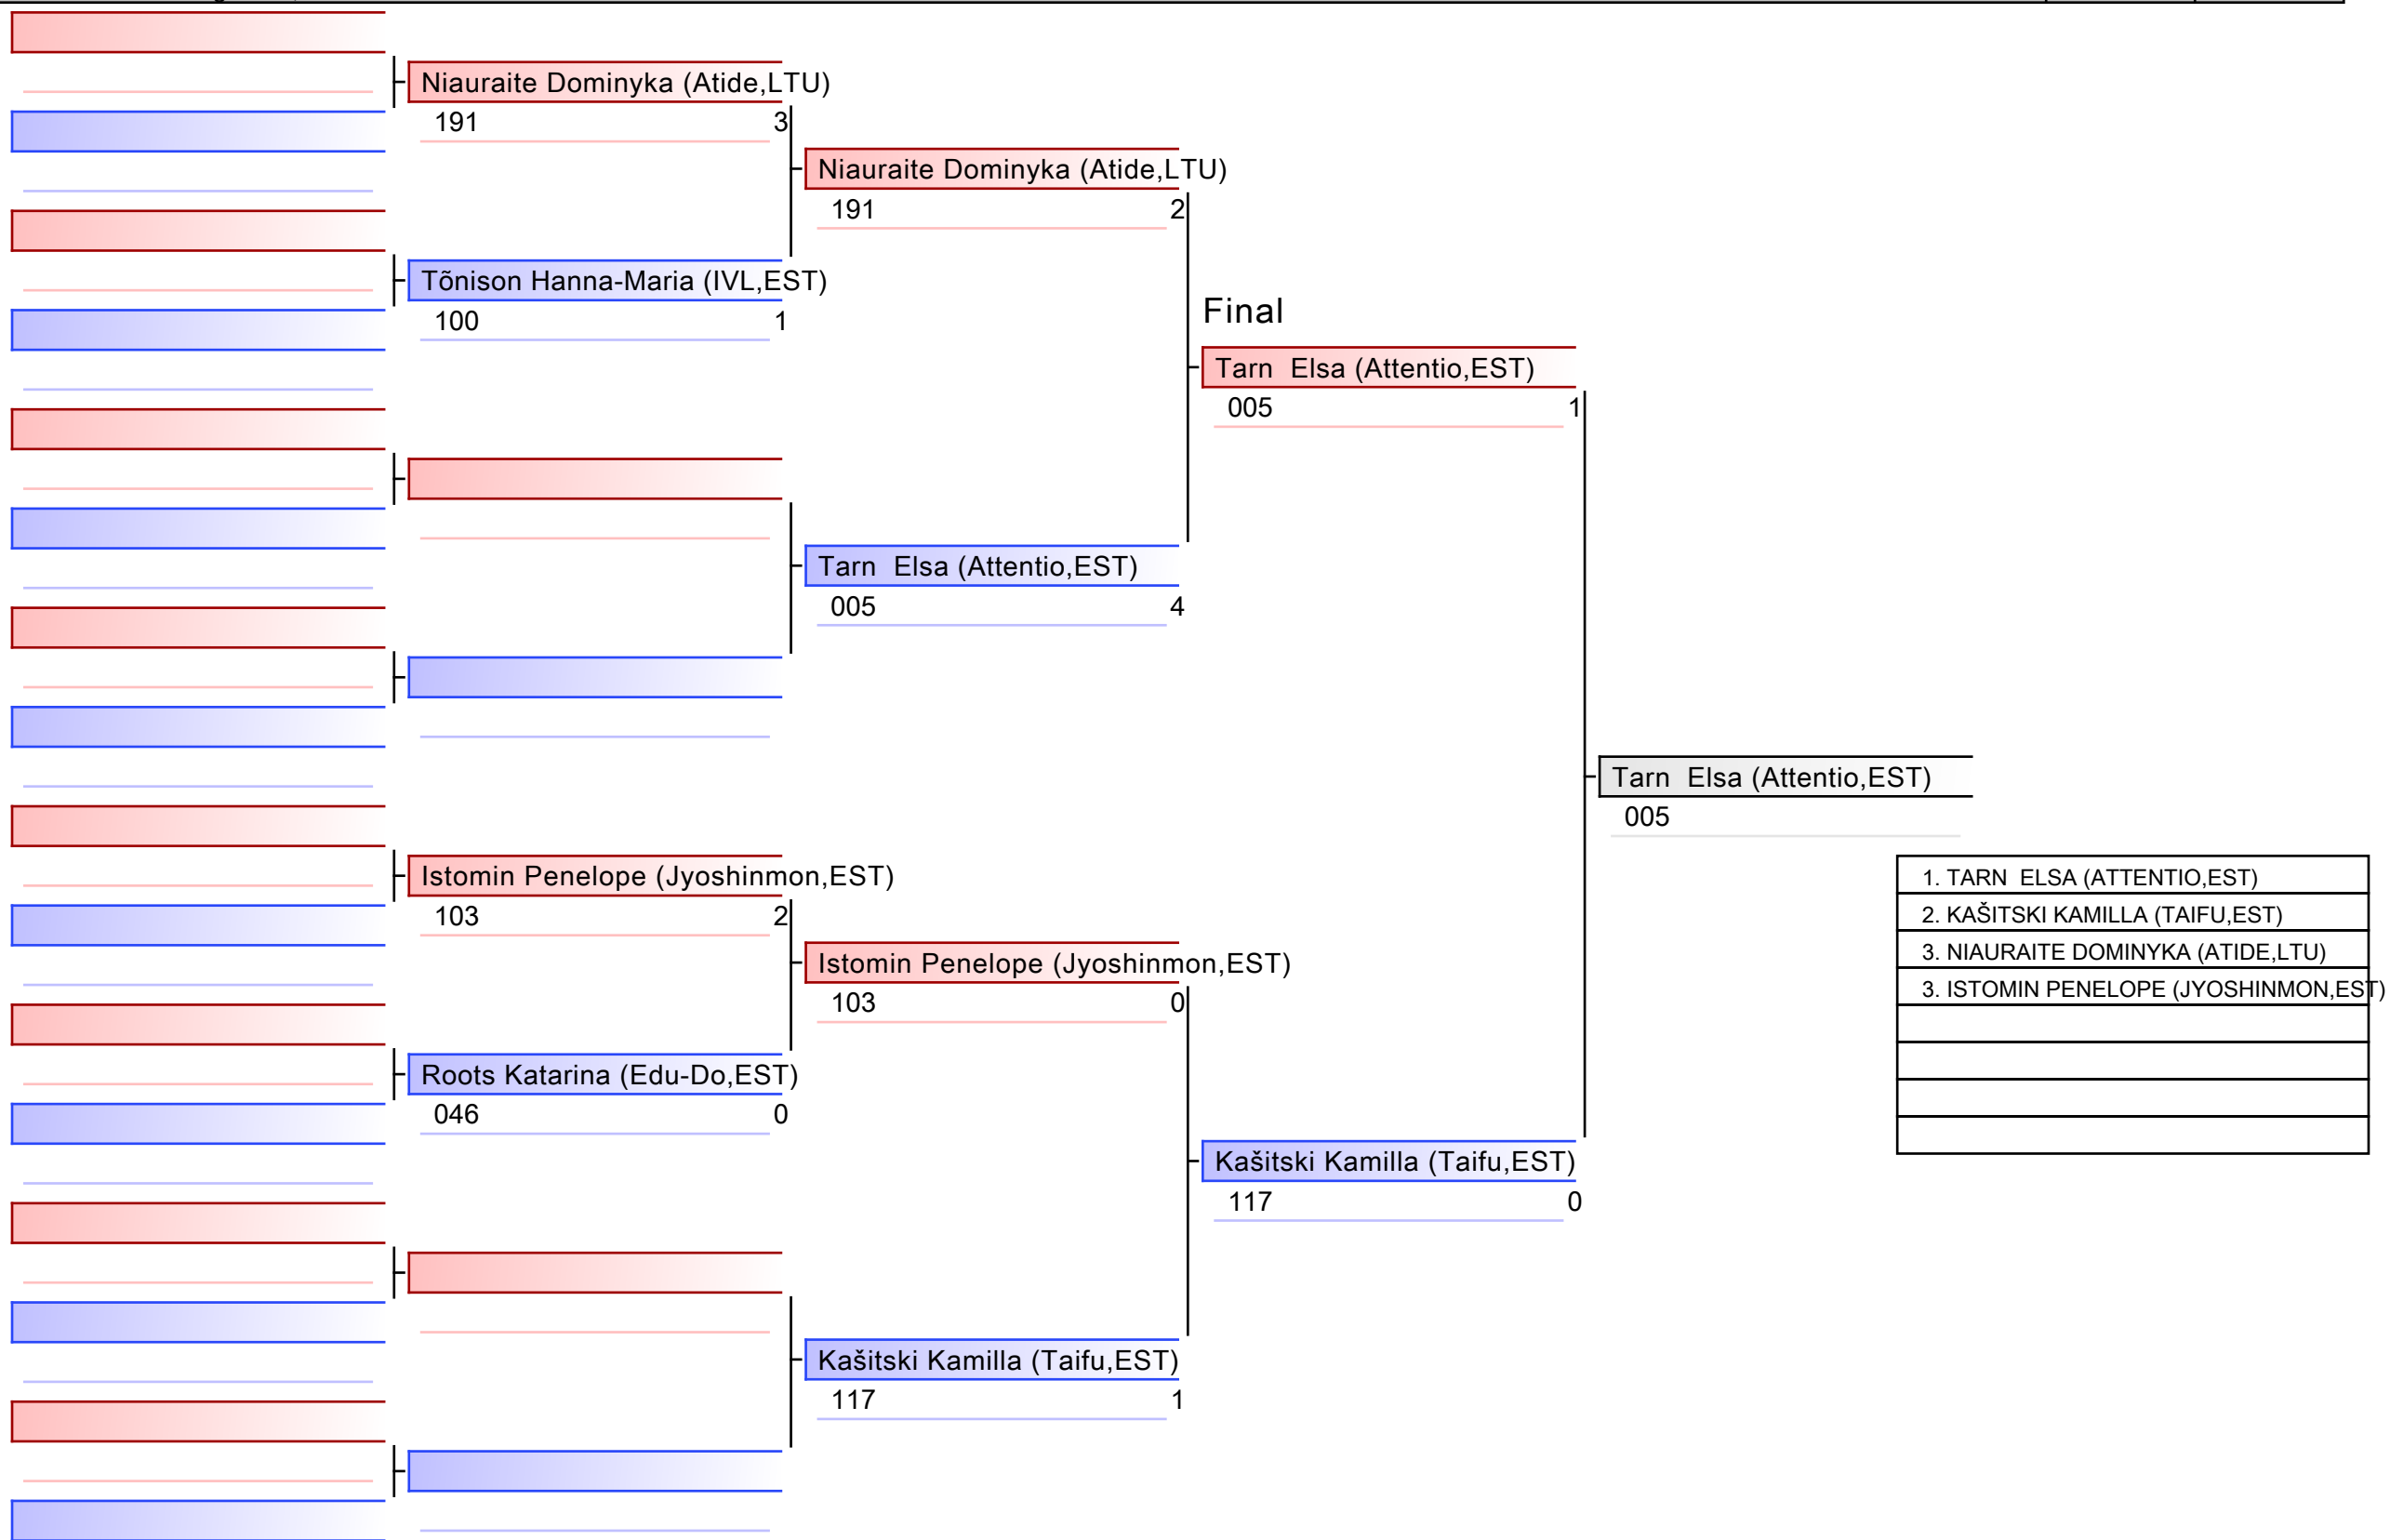 Niauraite Dominyka (Atide,LTU)
191 3
Niauraite Dominyka (Atide,LTU)
191 2
Tõnison Hanna-Maria (IVL,EST)
100 1
Final
Tarn  Elsa (Attentio,EST)
005 1
Tarn  Elsa (Attentio,EST)
005 4
Tarn  Elsa (Attentio,EST)
005
Istomin Penelope (Jyoshinmon,EST)
103 2
Istomin Penelope (Jyoshinmon,EST)
103 0
Roots Katarina (Edu-Do,EST)
046 0
Kašitski Kamilla (Taifu,EST)
117 0
Kašitski Kamilla (Taifu,EST)
117 1
1. TARN  ELSA (ATTENTIO,EST)
2. KAŠITSKI KAMILLA (TAIFU,EST)
3. NIAURAITE DOMINYKA (ATIDE,LTU)
3. ISTOMIN PENELOPE (JYOSHINMON,EST)